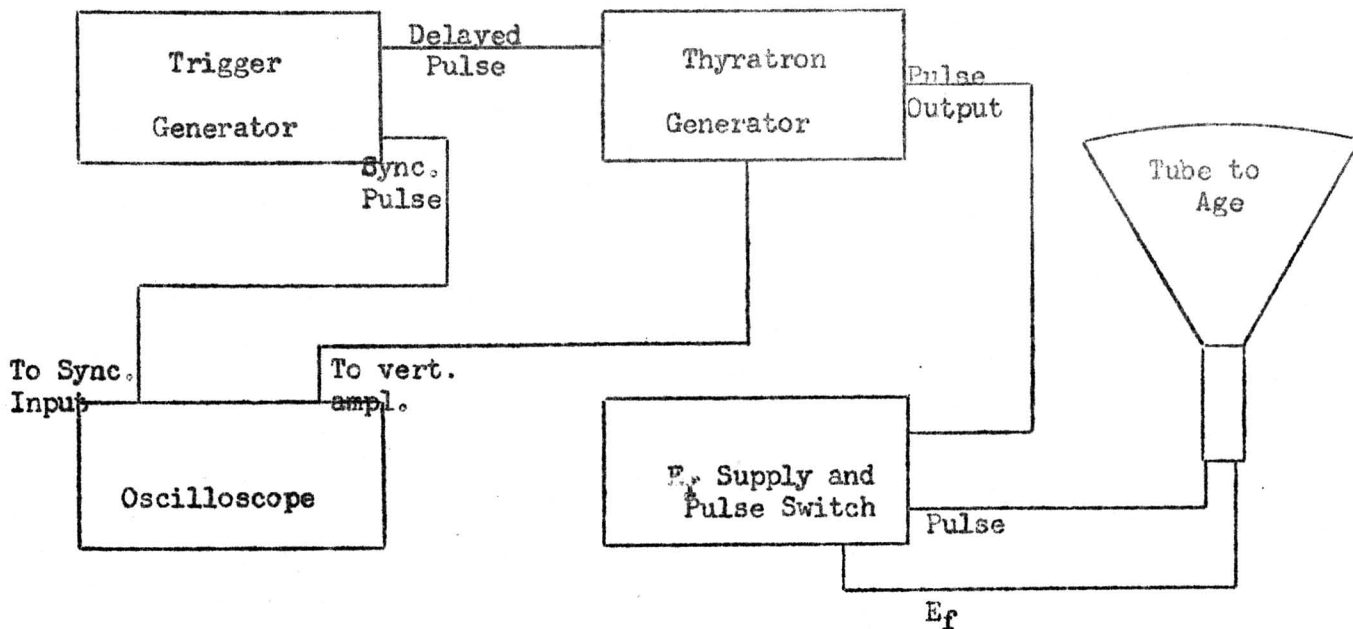 Trigger
Generator
Delayed
Pulse
Thyratron
Generator
Pulse
Output
Sync.
Pulse
Tube to
Age
To Sync.
Input
To vert.
ampl.
Oscilloscope
Ef Supply and
Pulse Switch
Pulse
Ef